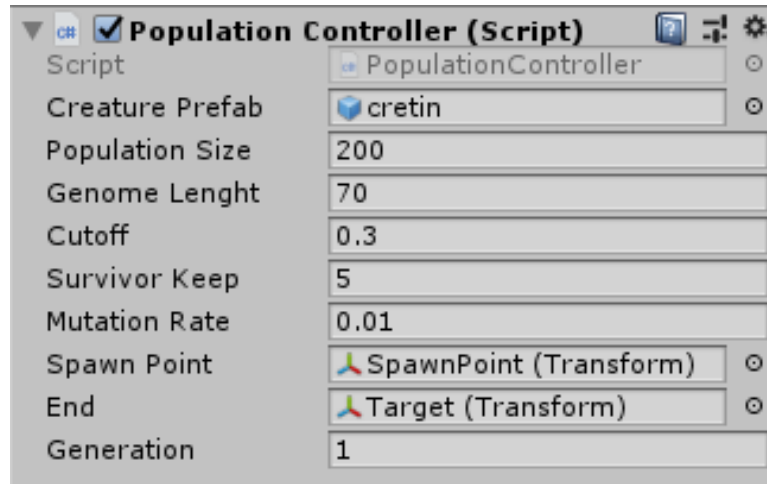 Population Controller (Script)
Script PopulationController
Creature Prefab cretin
Population Size 200
Genome Lenght 70
Cutoff 0.3
Survivor Keep 5
Mutation Rate 0.01
Spawn Point SpawnPoint (Transform)
End Target (Transform)
Generation 1